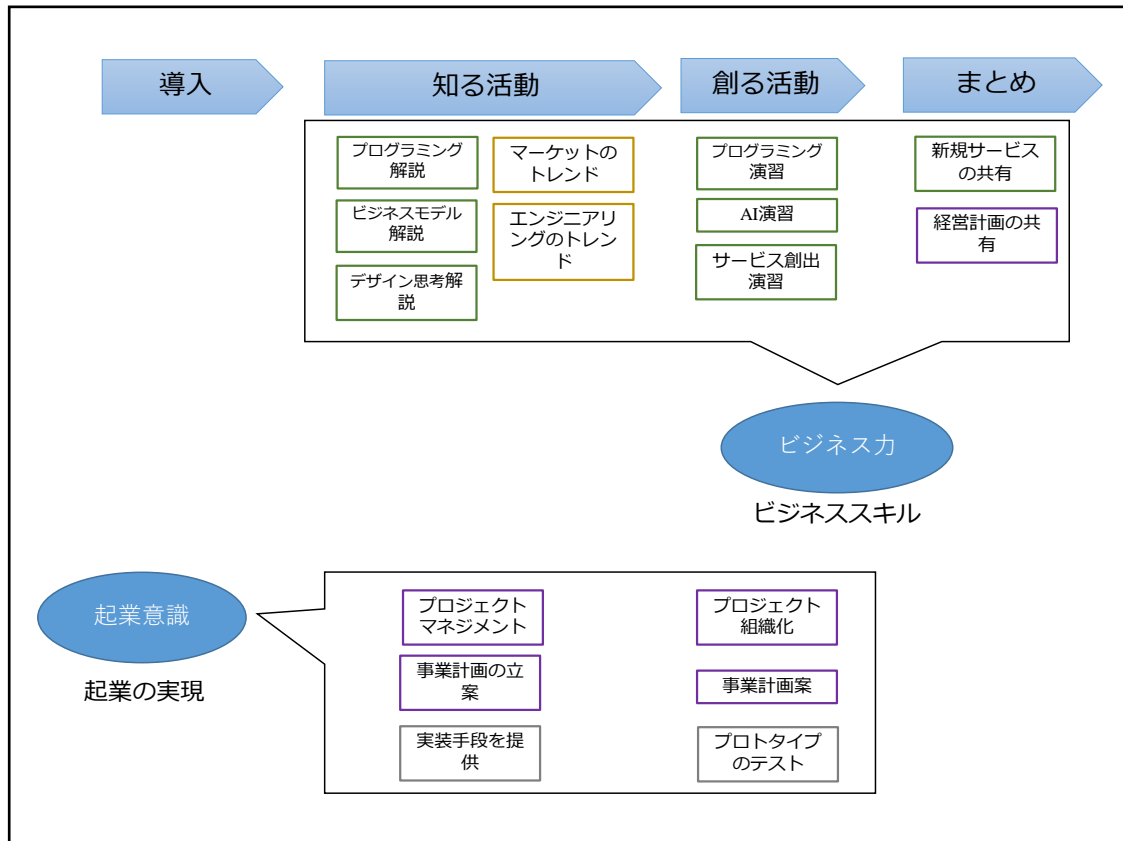 導入
知る活動
創る活動
まとめ
プログラミング
解説
ビジネスモデル
解説
デザイン思考解
説
マーケットの
トレンド
エンジニア
リングのトレン
ド
プログラミング
演習
AI演習
サービス創出
演習
新規サービス
の共有
経営計画の共
有
ビジネス力
ビジネススキル
起業意識
起業の実現
プロジェクト
マネジメント
事業計画の立
案
実装手段を提
供
プロジェクト
組織化
事業計画案
プロトタイプ
のテスト